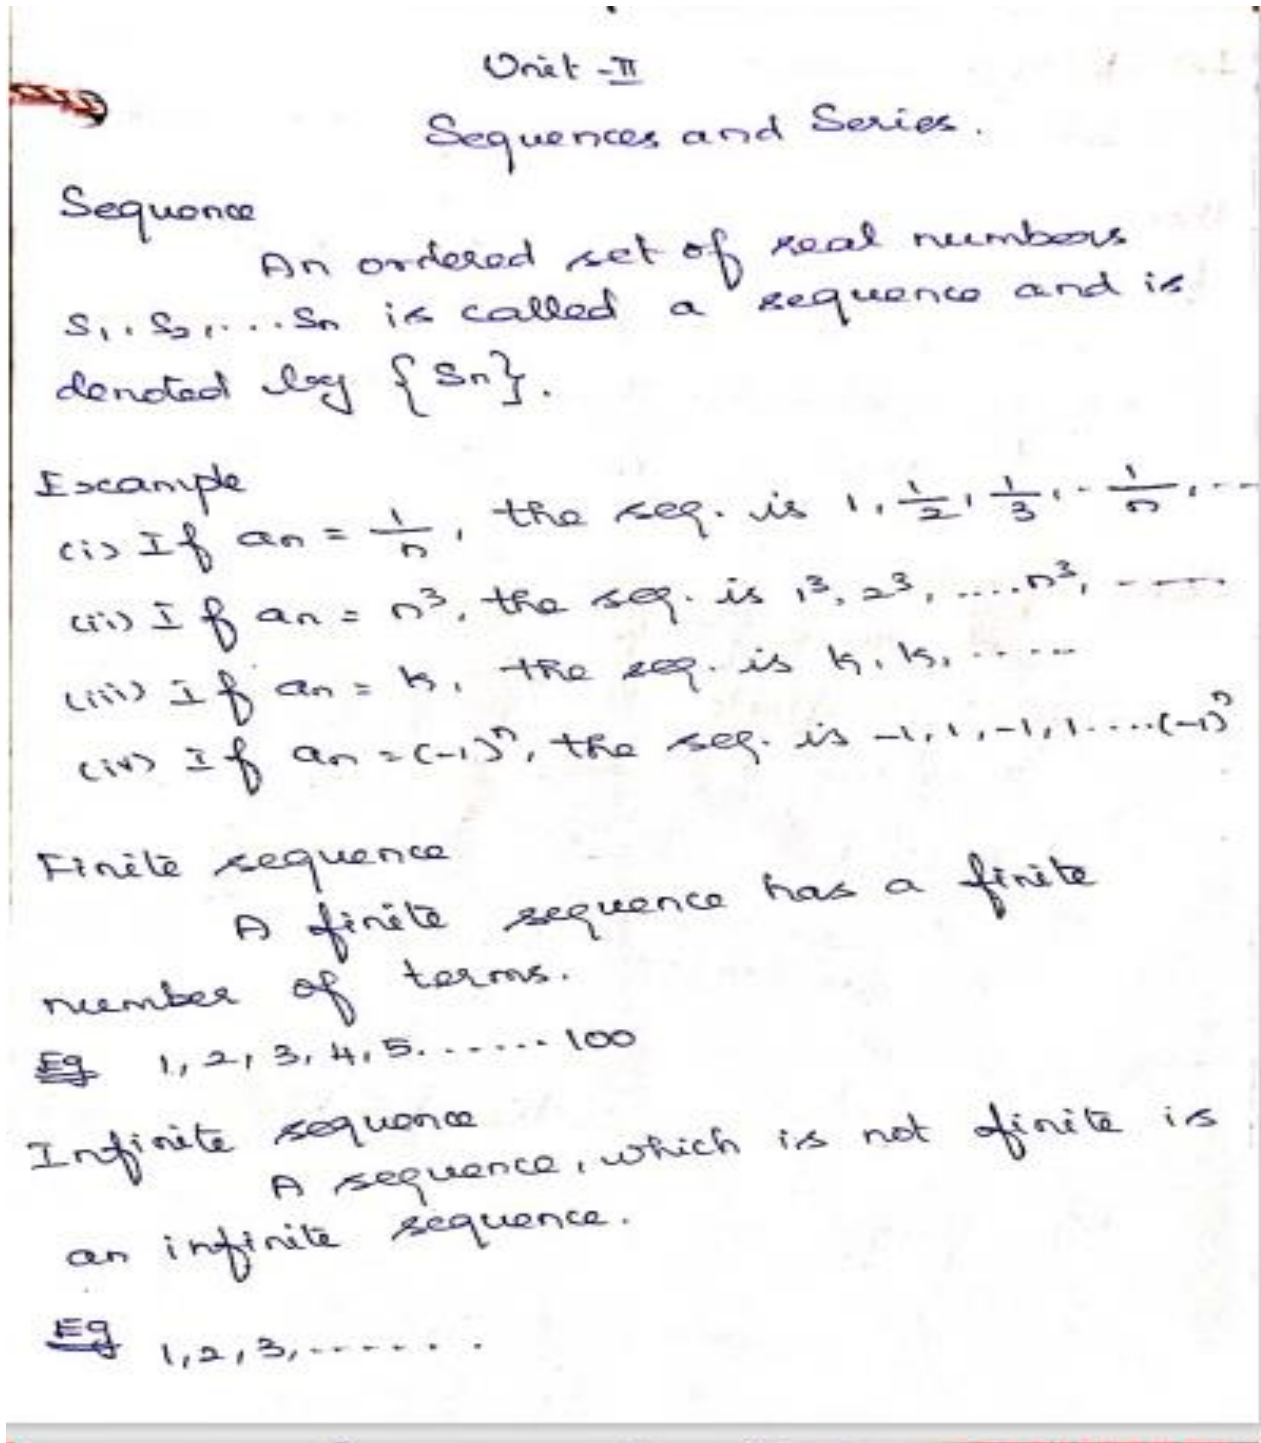 Unit - II
Sequences and Series.
Sequence
An ordered set of real numbers
S₁, S₂, .... Sn is called a sequence and is
denoted by {Sn}.
Example
(i) If an = 1/n, the seq. is 1, 1/2, 1/3, .. 1/n, ...
(ii) If an = n³, the seq. is 1³, 2³, .... n³, ------
(iii) If an = k, the seq. is k, k, ......
(iv) If an = (-1)ⁿ, the seq. is -1, 1, -1, 1 .... (-1)ⁿ
Finite sequence
A finite sequence has a finite
number of terms.
Eg 1, 2, 3, 4, 5. ...... 100
Infinite sequence
A sequence, which is not finite is
an infinite sequence.
Eg 1, 2, 3, .......